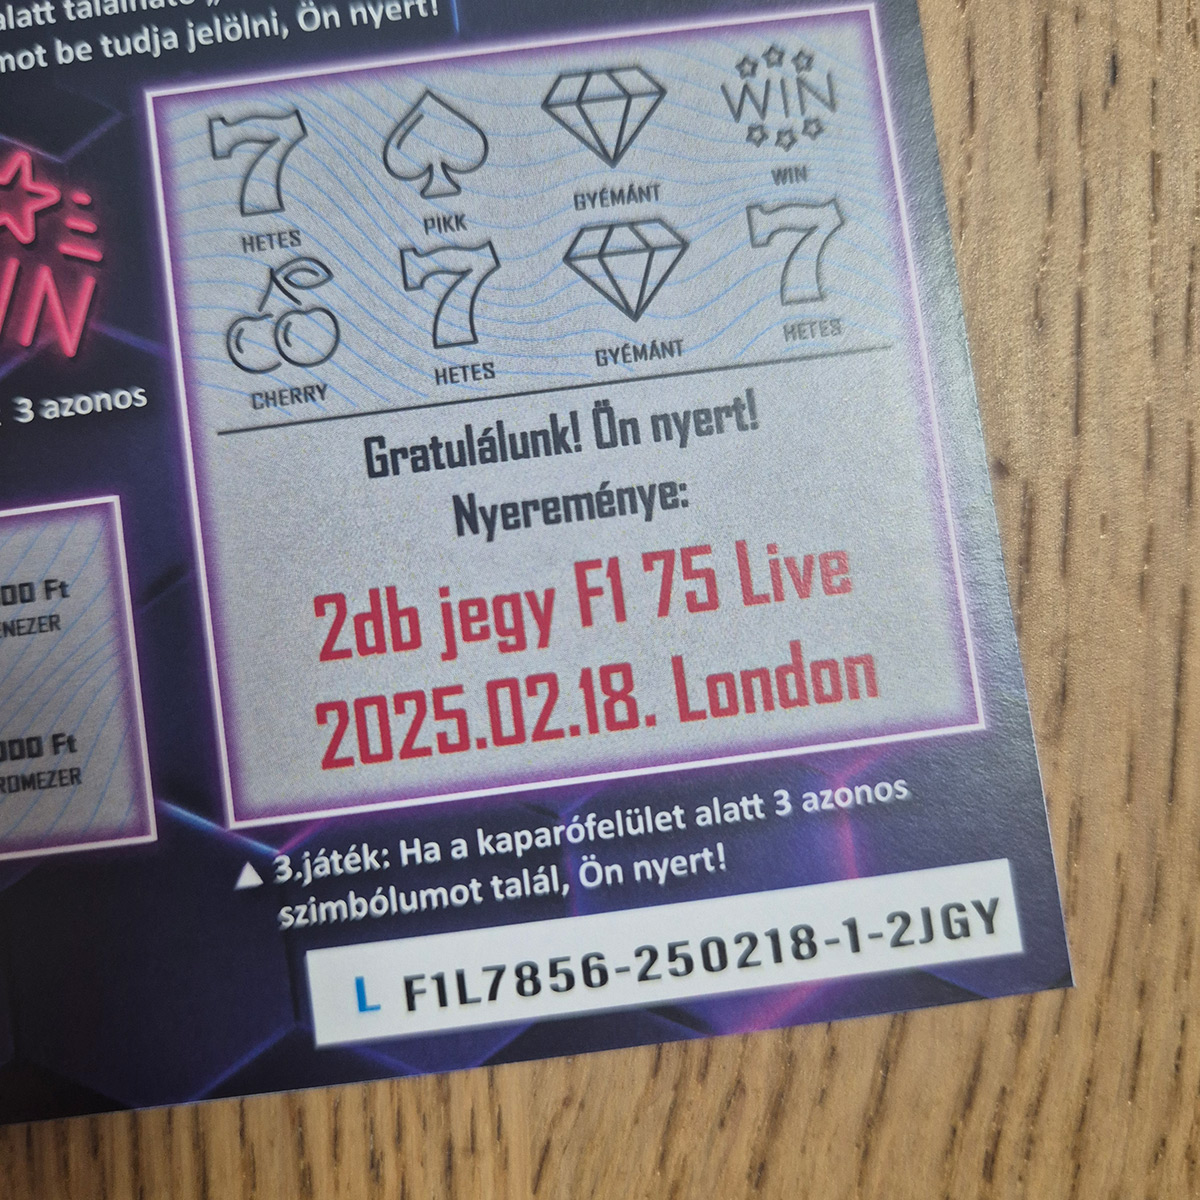 alatt található „
mot be tudja jelölni, Ön nyert!
WIN
HETES
PIKK
GYÉMÁNT
WIN
CHERRY
HETES
GYÉMÁNT
HETES
IN
3 azonos
Gratulálunk! Ön nyert!
Nyereménye:
2db jegy F1 75 Live
2025.02.18. London
00 Ft
NEZER
000 Ft
ROMEZER
▲ 3.játék: Ha a kaparófelület alatt 3 azonos
szimbólumot talál, Ön nyert!
L F1L7856-250218-1-2JGY